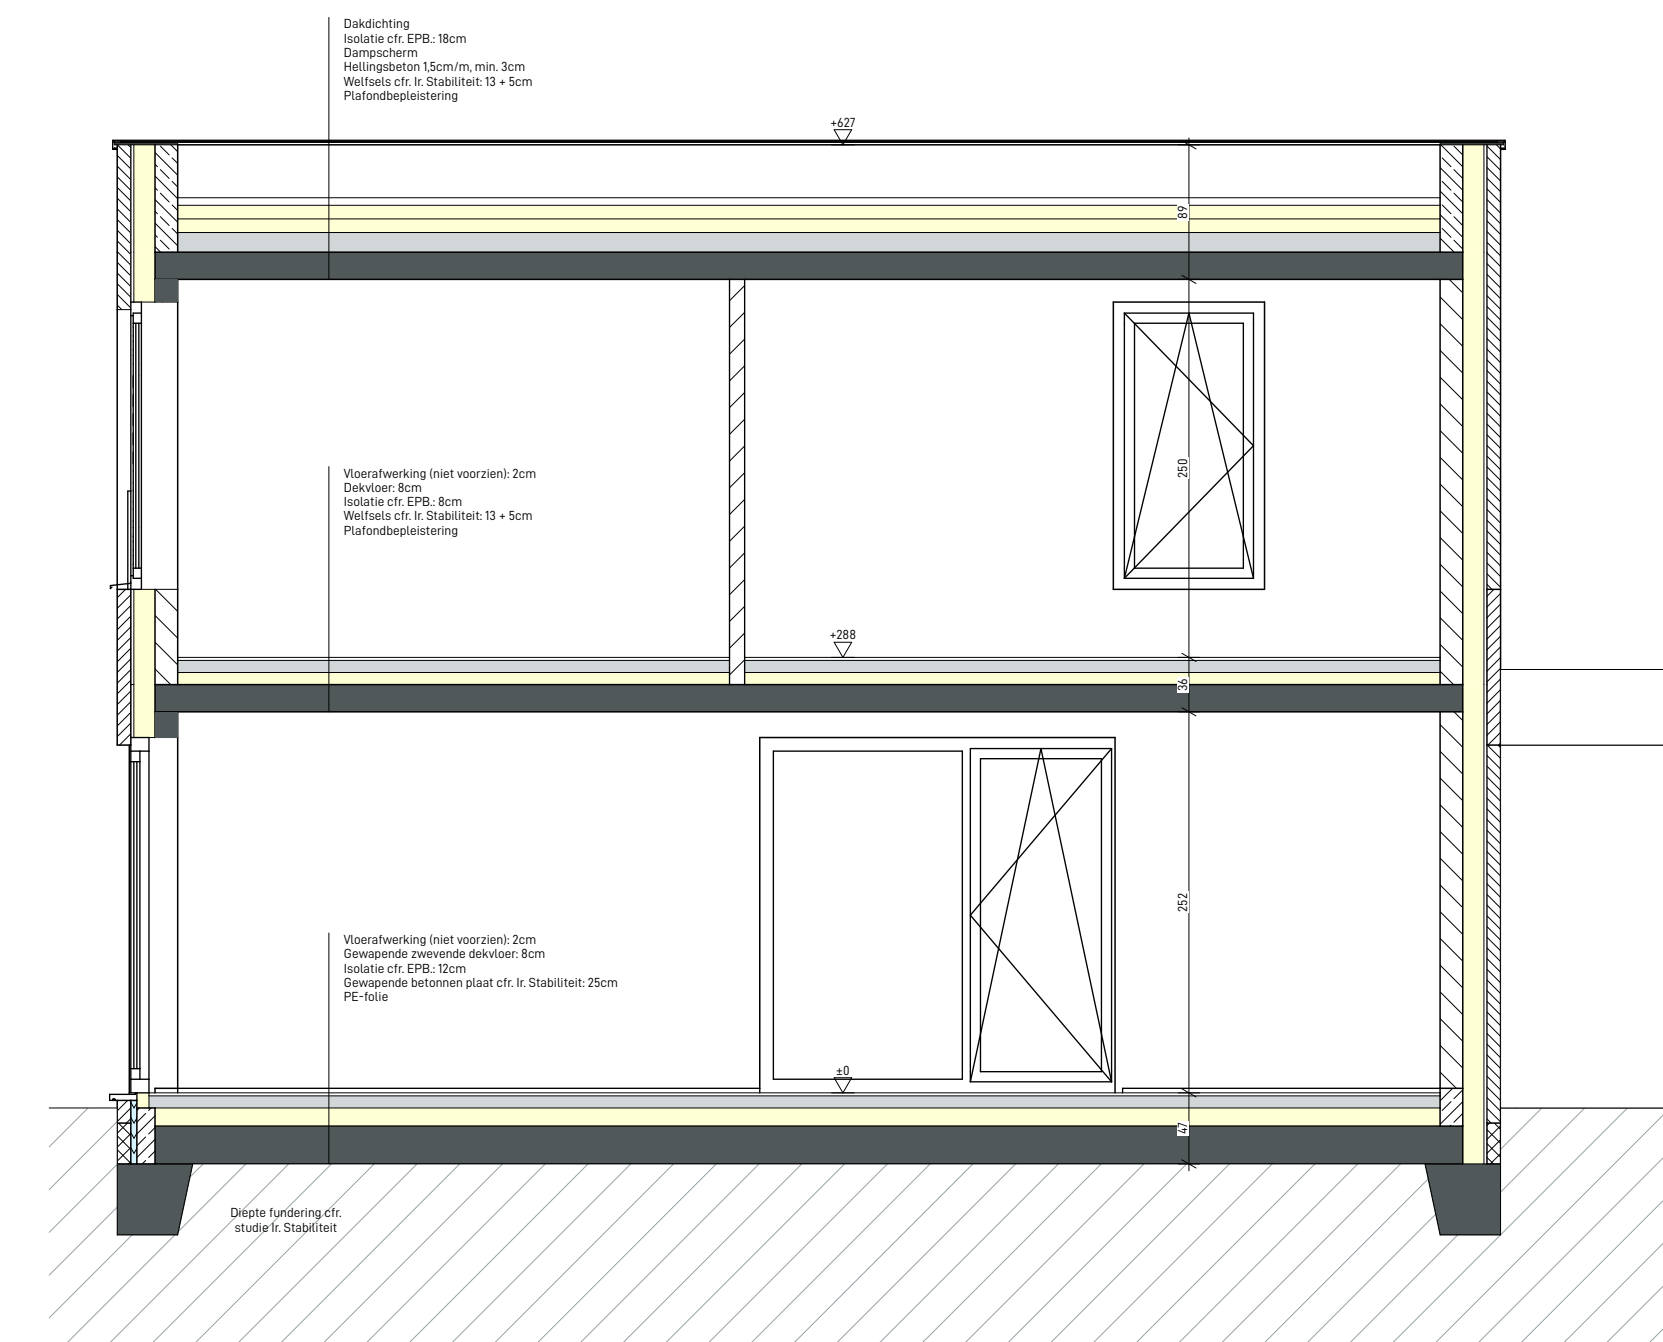 Dakdichting
Isolatie cfr. EPB.: 18cm
Dampscherm
Hellingsbeton 1,5cm/m, min. 3cm
Welfsels cfr. Ir. Stabiliteit: 13 + 5cm
Plafondbepleistering
+627
89
250
Vloerafwerking (niet voorzien): 2cm
Dekvloer: 8cm
Isolatie cfr. EPB.: 8cm
Welfsels cfr. Ir. Stabiliteit: 13 + 5cm
Plafondbepleistering
+288
36
252
Vloerafwerking (niet voorzien): 2cm
Gewapende zwevende dekvloer: 8cm
Isolatie cfr. EPB.: 12cm
Gewapende betonnen plaat cfr. Ir. Stabiliteit: 25cm
PE-folie
±0
47
Diepte fundering cfr.
studie Ir. Stabiliteit